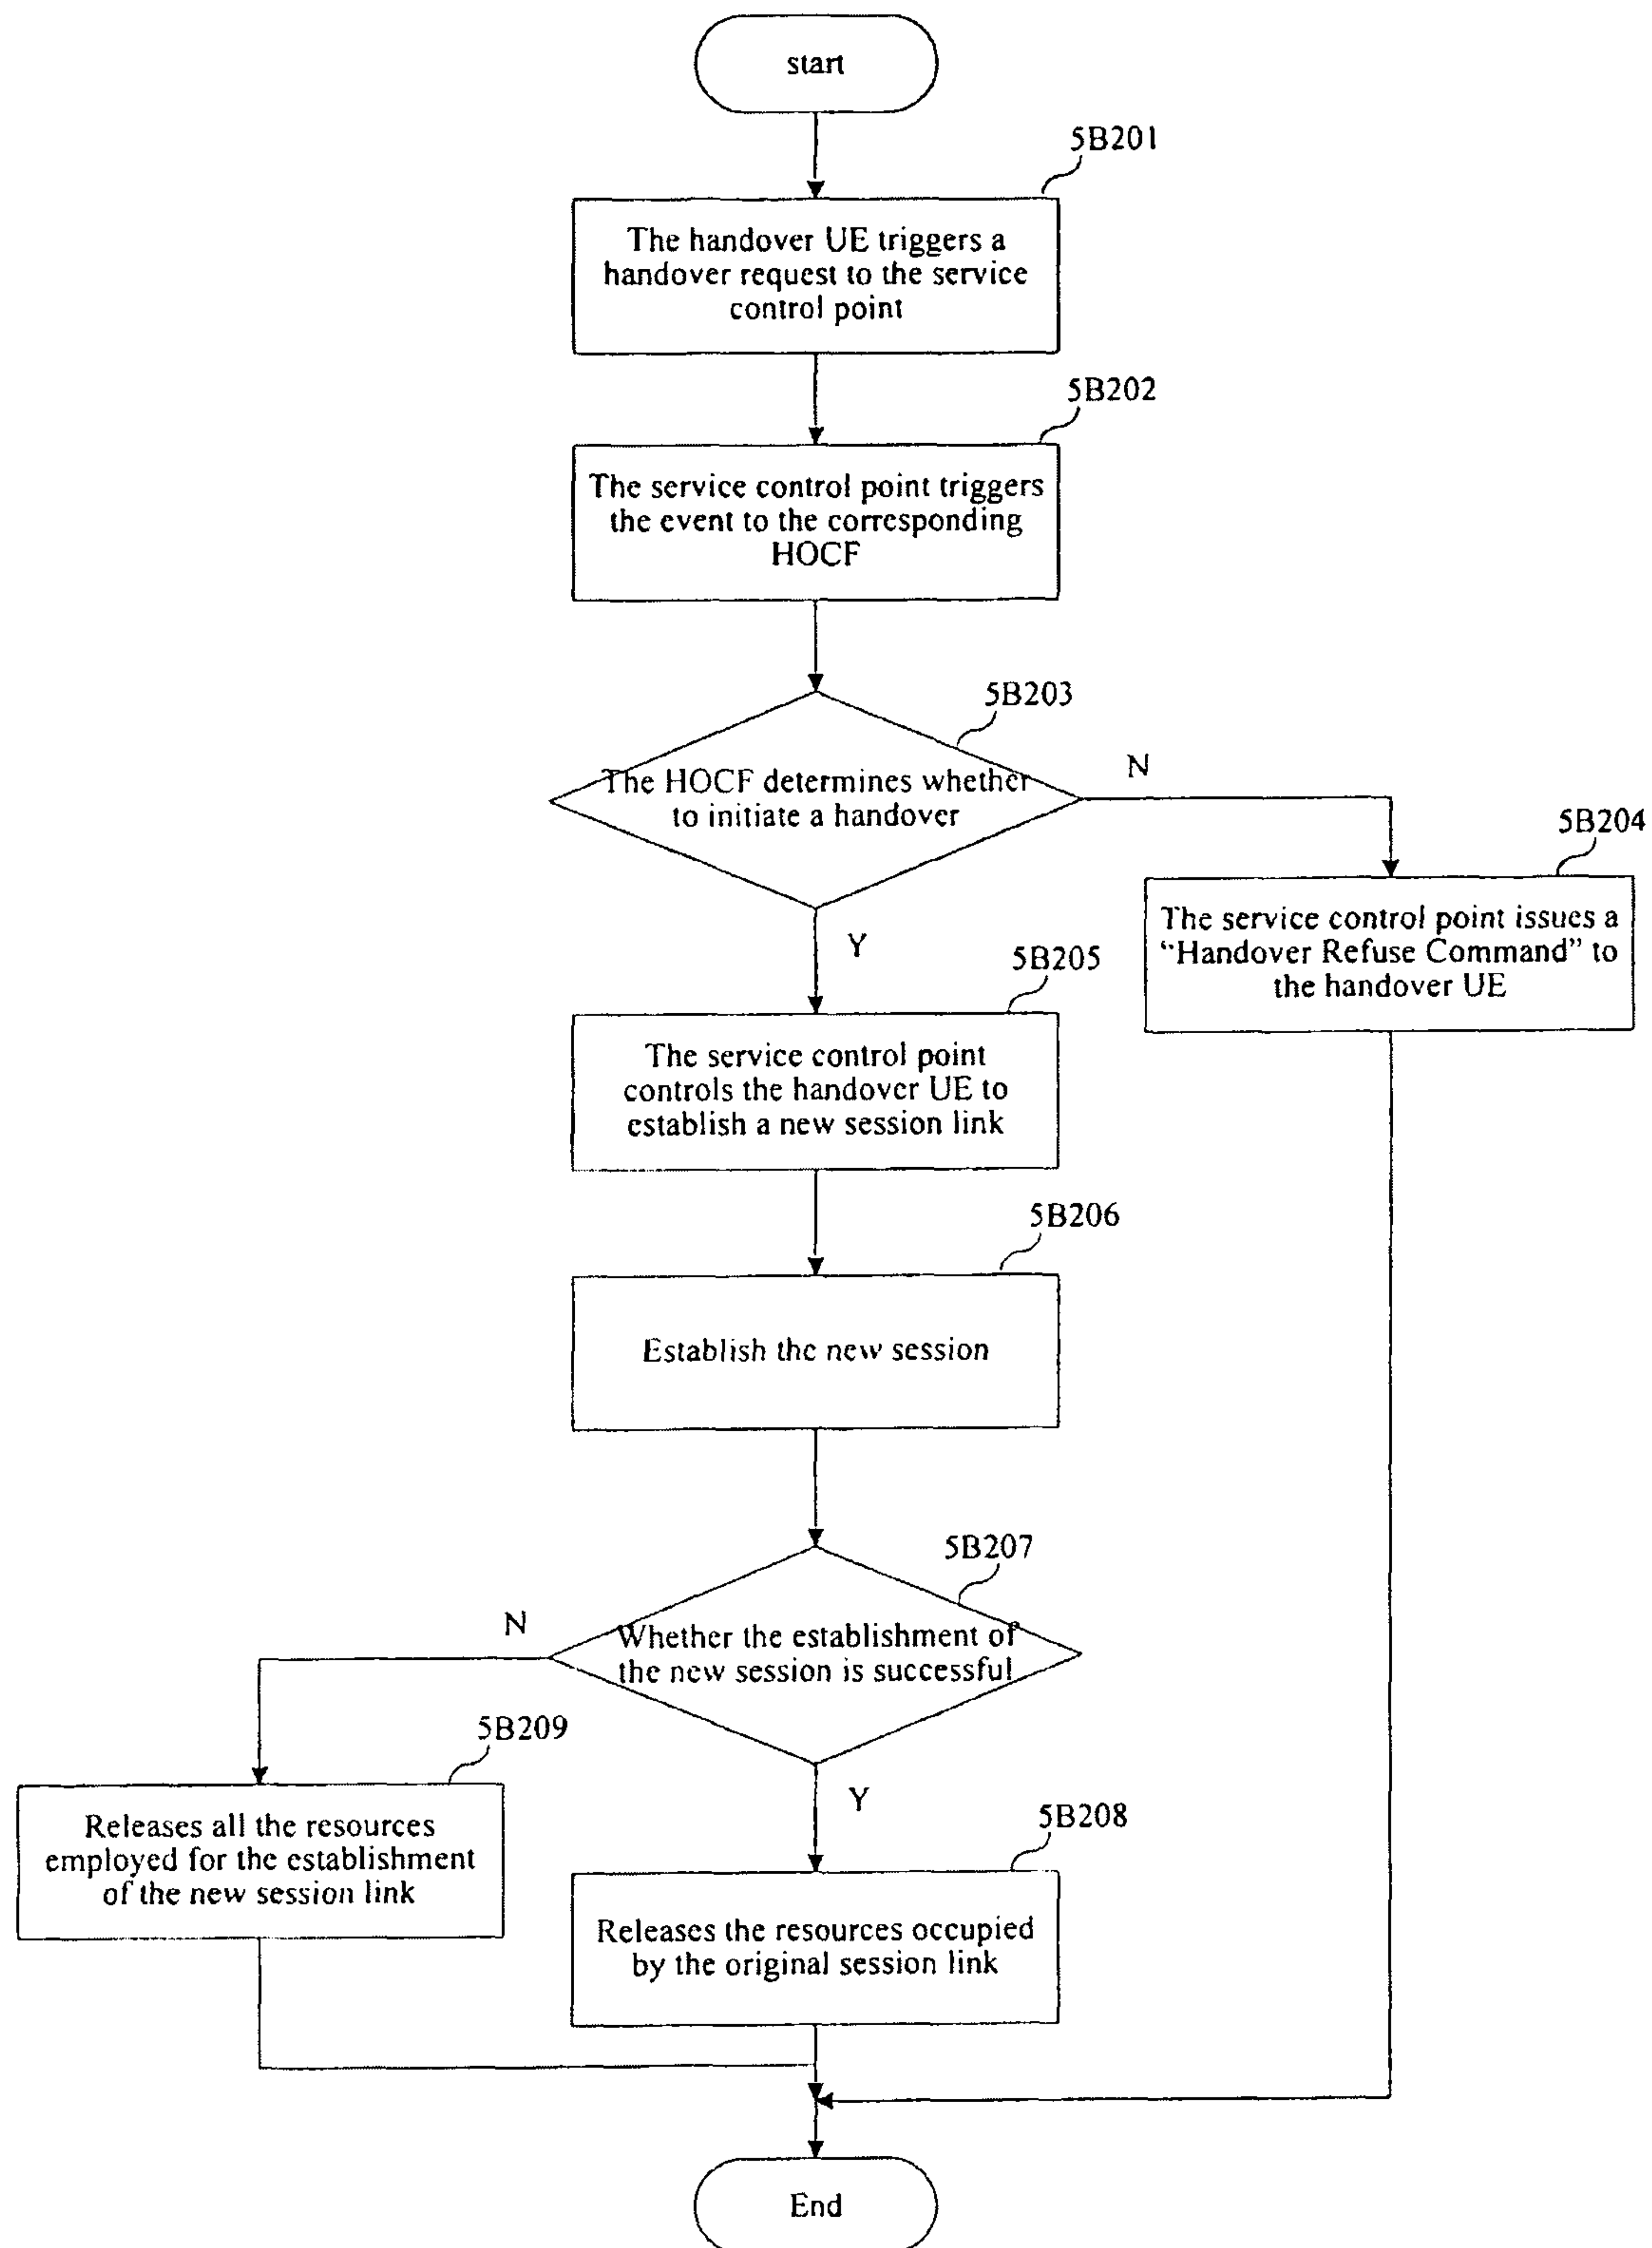 start
5B201
The handover UE triggers a
handover request to the service
control point
5B202
The service control point triggers
the event to the corresponding
HOCF
5B203
The HOCF determines whether
to initiate a handover
N
5B204
The service control point issues a
“Handover Refuse Command” to
the handover UE
Y
5B205
The service control point
controls the handover UE to
establish a new session link
5B206
Establish the new session
5B207
Whether the establishment of
the new session is successful
N
5B209
Releases all the resources
employed for the establishment
of the new session link
Y
5B208
Releases the resources occupied
by the original session link
End